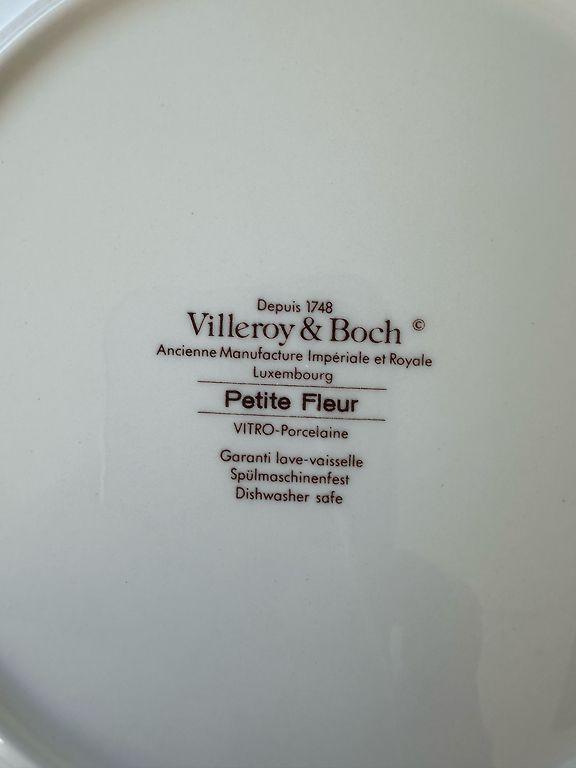 Depuis 1748
Villeroy & Boch ©
Ancienne Manufacture Impériale et Royale
Luxembourg
Petite Fleur
VITRO-Porcelaine
Garanti lave-vaisselle
Spülmaschinenfest
Dishwasher safe